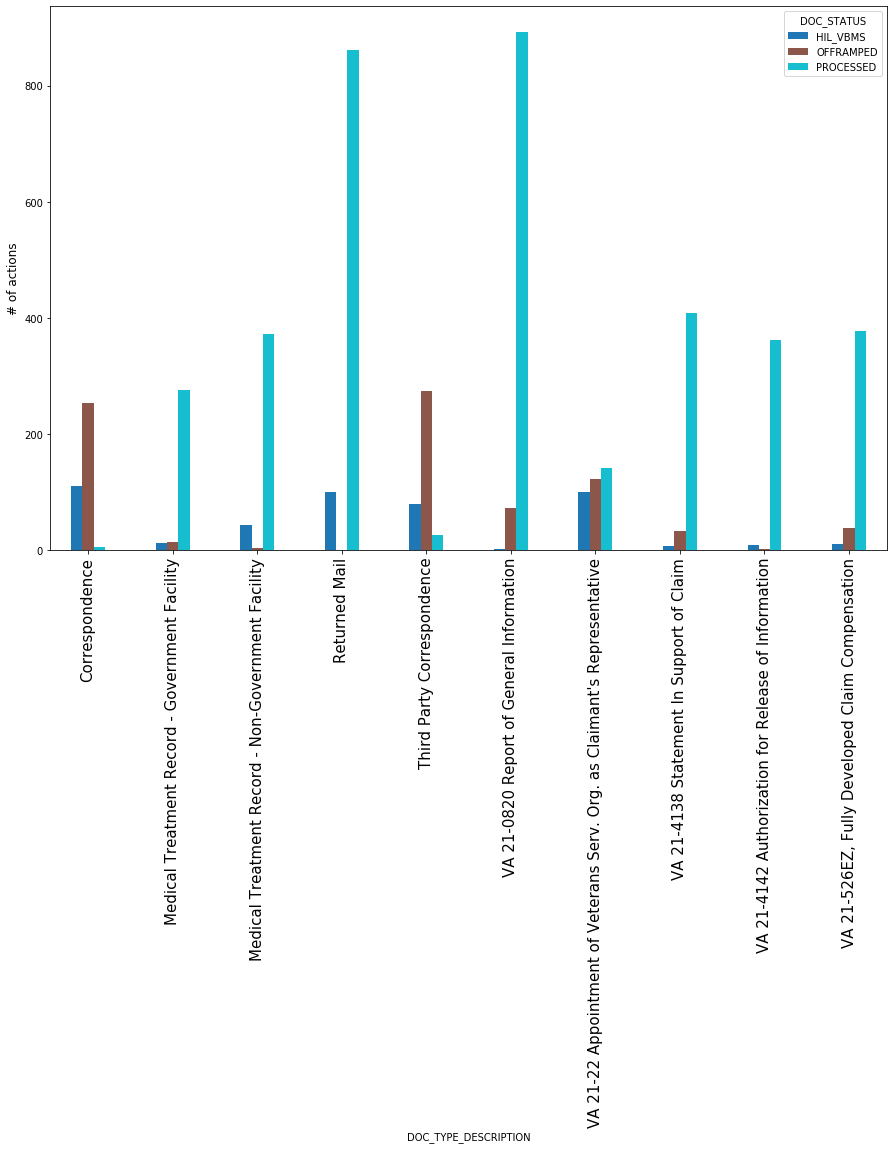 DOC_STATUS
HIL_VBMS
OFFRAMPED
PROCESSED
# of actions
800
600
400
200
0
Correspondence
Medical Treatment Record - Government Facility
Medical Treatment Record - Non-Government Facility
Returned Mail
Third Party Correspondence
VA 21-0820 Report of General Information
VA 21-22 Appointment of Veterans Serv. Org. as Claimant's Representative
VA 21-4138 Statement In Support of Claim
VA 21-4142 Authorization for Release of Information
VA 21-526EZ, Fully Developed Claim Compensation
DOC_TYPE_DESCRIPTION